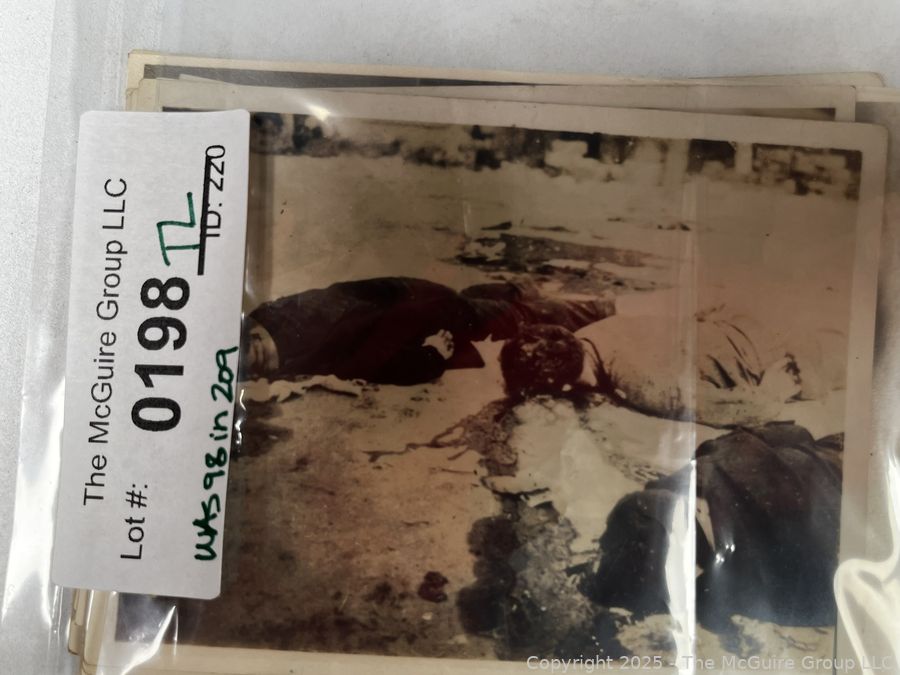 The McGuire Group LLC
Lot #:
0198 TL
ID: 220
WAS 98 in 209
Copyright 2025 - The McGuire Group LLC